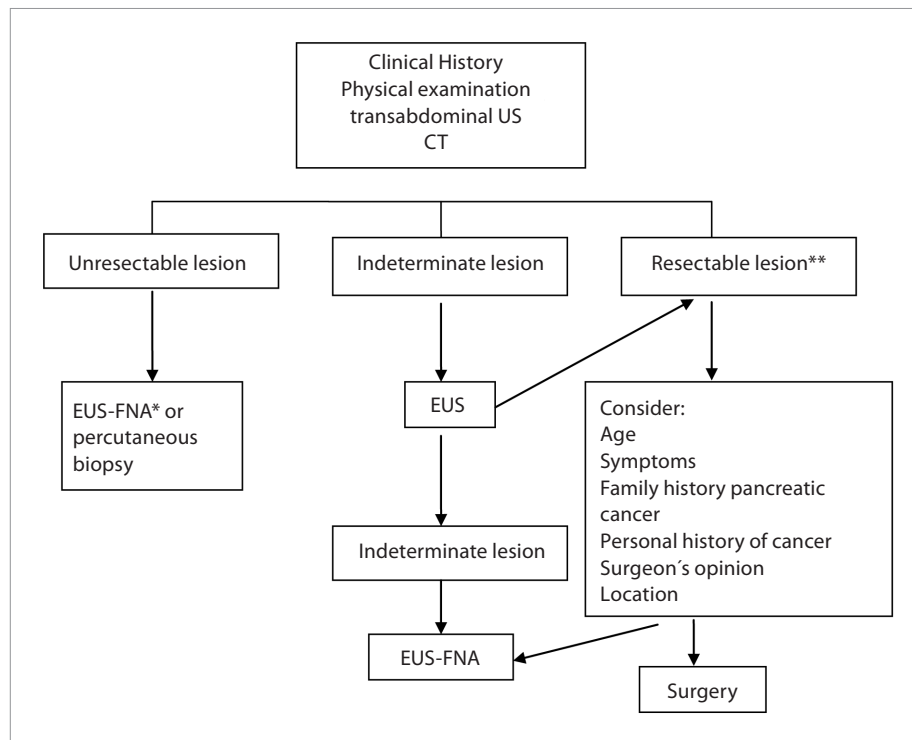 Clinical History
Physical examination
transabdominal US
CT
Unresectable lesion
Indeterminate lesion
Resectable lesion**
EUS-FNA* or
percutaneous
biopsy
EUS
Consider:
Age
Symptoms
Family history pancreatic
cancer
Personal history of cancer
Surgeon´s opinion
Location
Indeterminate lesion
EUS-FNA
Surgery